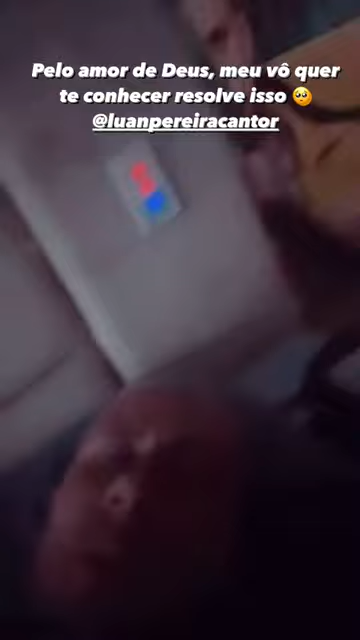 Pelo amor de Deus, meu vô quer
te conhecer resolve isso 🥺
@luanpereiracantor